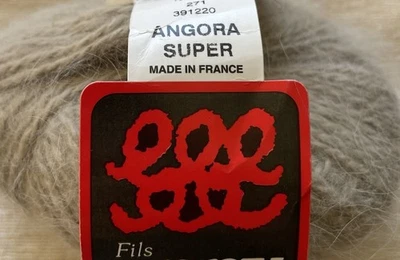 271
391220
ANGORA
SUPER
MADE IN FRANCE
Fils